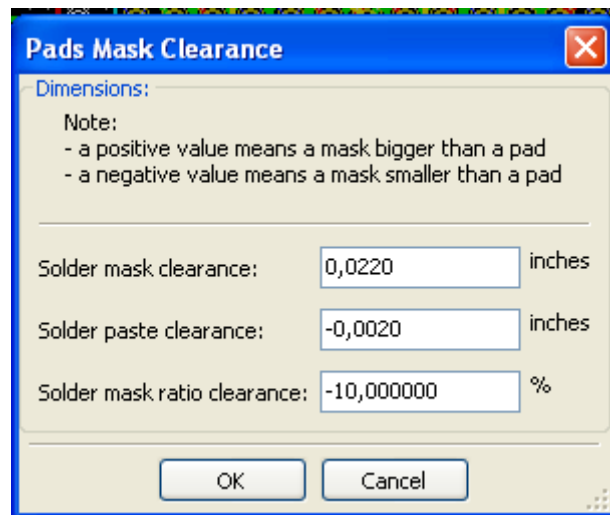 Pads Mask Clearance
Dimensions:
Note:
- a positive value means a mask bigger than a pad
- a negative value means a mask smaller than a pad
Solder mask clearance: 0,0220 inches
Solder paste clearance: -0,0020 inches
Solder mask ratio clearance: -10,000000 %
OK Cancel